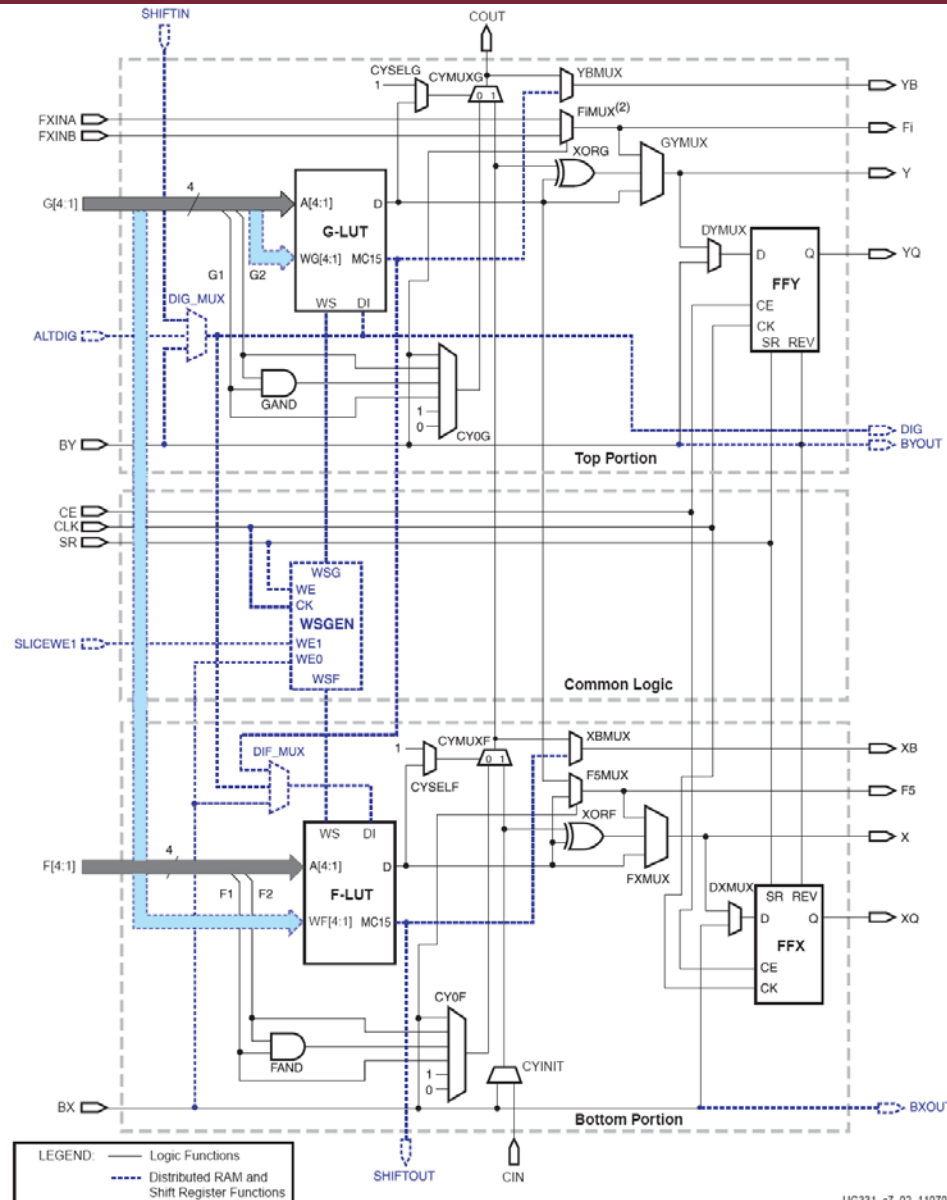 SHIFTIN
COUT
CYSELG
CYMUXG
YBMUX
1
0 1
YB
FXINA
FXINB
FiMUX(2)
Fi
GYMUX
XORG
Y
4
G[4:1]
A[4:1]
D
G-LUT
WG[4:1]
MC15
G1
G2
WS
DI
DYMUX
D
Q
YQ
FFY
CE
CK
SR
REV
DIG_MUX
ALTDIG
GAND
1
0
CY0G
BY
DIG
BYOUT
Top Portion
CE
CLK
SR
WSG
WE
CK
WSGEN
SLICEWE1
WE1
WE0
WSF
Common Logic
CYMUXF
XBMUX
1
0 1
XB
DIF_MUX
CYSELF
F5MUX
F5
XORF
WS
DI
X
4
F[4:1]
A[4:1]
D
FXMUX
F-LUT
F1
F2
DXMUX
SR
REV
WF[4:1]
MC15
D
Q
XQ
FFX
CE
CK
CY0F
FAND
1
0
CYINIT
BX
BXOUT
Bottom Portion
LEGEND:
Logic Functions
Distributed RAM and
Shift Register Functions
SHIFTOUT
CIN